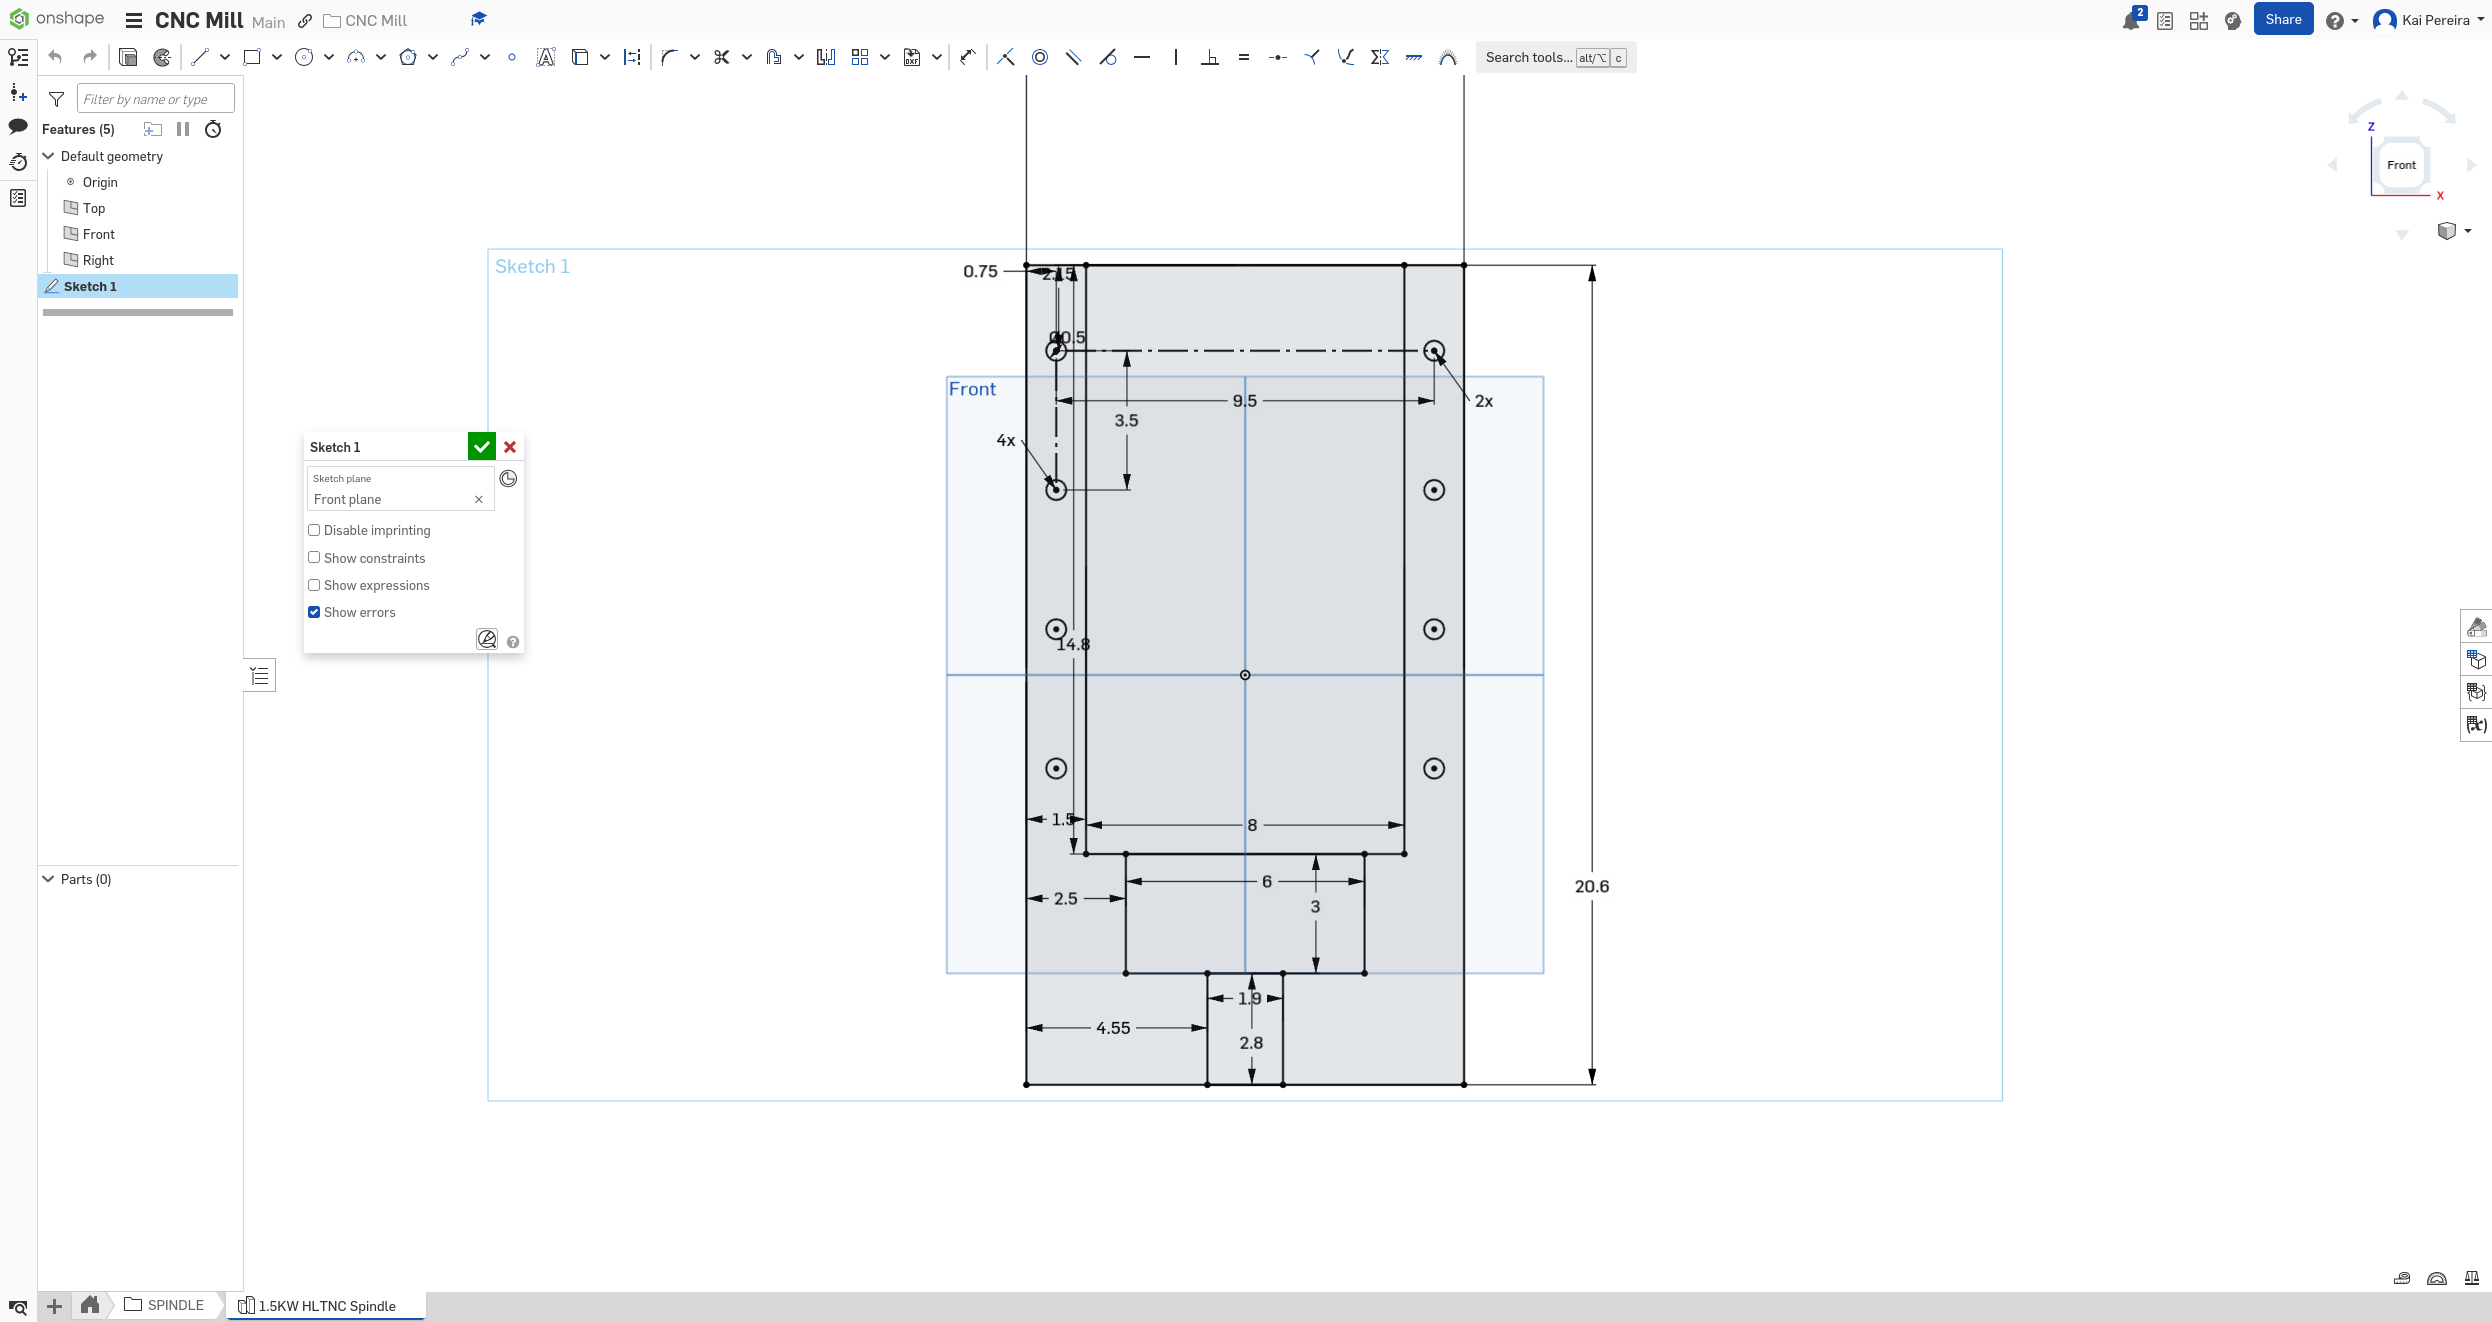 onshape CNC Mill Main CNC Mill
2 Share Kai Pereira
Search tools... alt/⌥ c
Filter by name or type
Features (5)
Default geometry
Origin
Top
Front
Right
Sketch 1
Parts (0)
Sketch 1
Sketch plane
Front plane
Disable imprinting
Show constraints
Show expressions
Show errors
Sketch 1
Front
0.75
2.15
9.5
2x
3.5
4x
14.8
1.5
8
6
2.5
3
20.6
1.9
4.55
2.8
Z
Front
X
SPINDLE
1.5KW HLTNC Spindle